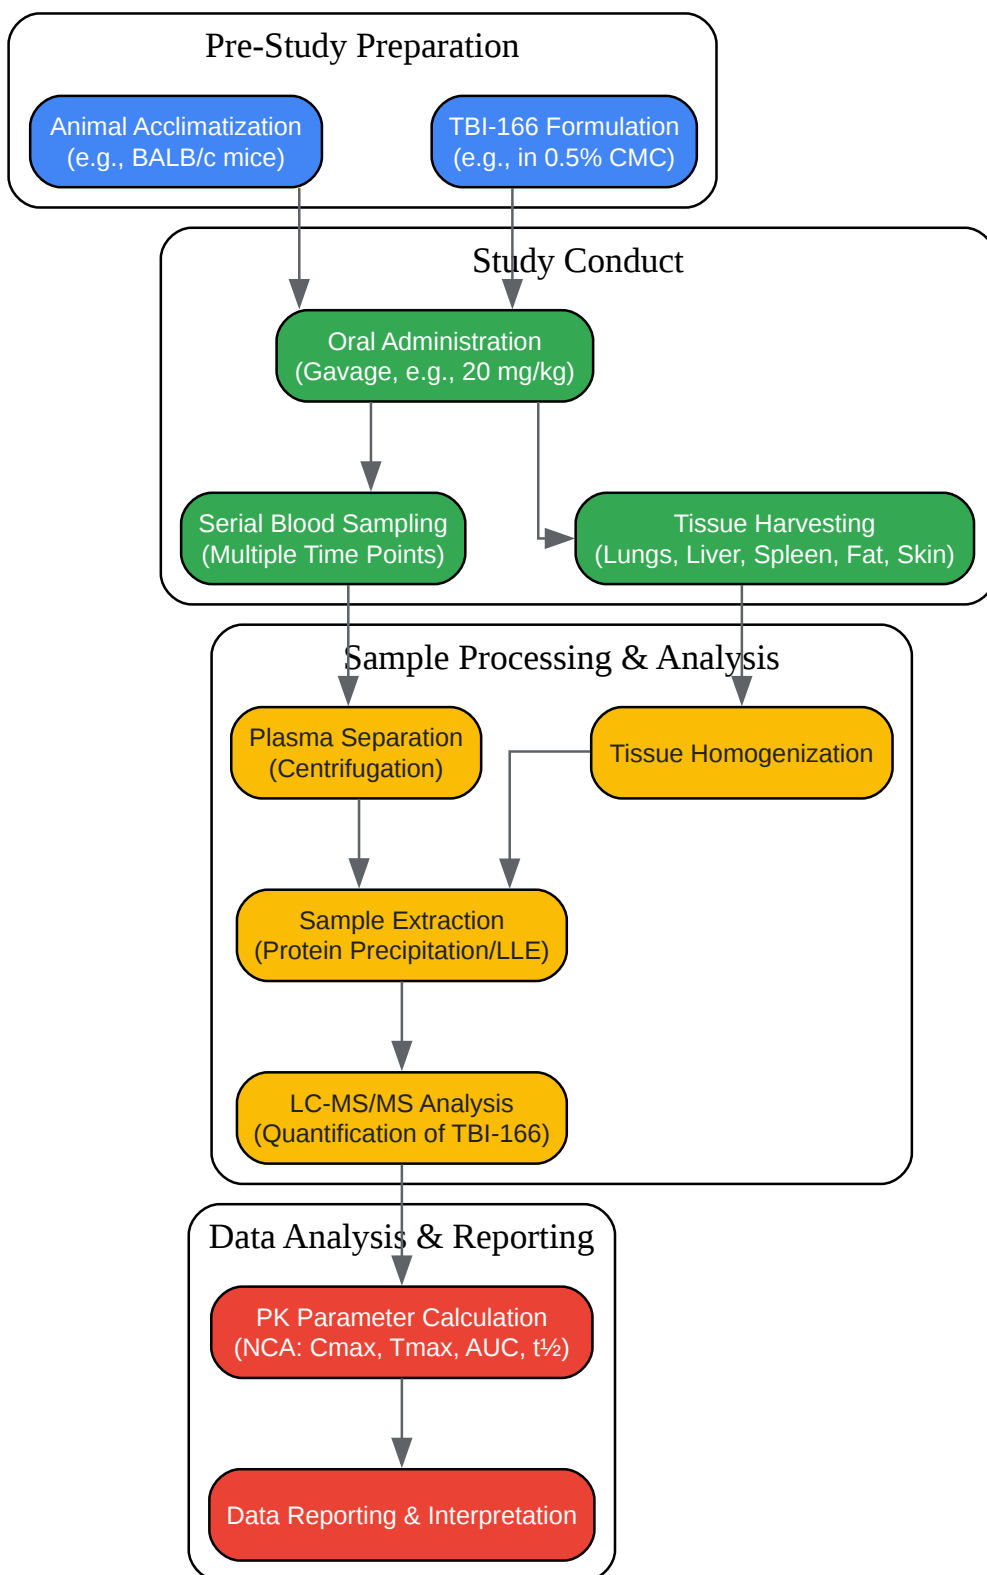 Pre-Study Preparation
Animal Acclimatization
(e.g., BALB/c mice)
TBI-166 Formulation
(e.g., in 0.5% CMC)
Study Conduct
Oral Administration
(Gavage, e.g., 20 mg/kg)
Serial Blood Sampling
(Multiple Time Points)
Tissue Harvesting
(Lungs, Liver, Spleen, Fat, Skin)
Sample Processing & Analysis
Plasma Separation
(Centrifugation)
Tissue Homogenization
Sample Extraction
(Protein Precipitation/LLE)
LC-MS/MS Analysis
(Quantification of TBI-166)
Data Analysis & Reporting
PK Parameter Calculation
(NCA: Cmax, Tmax, AUC, t½)
Data Reporting & Interpretation